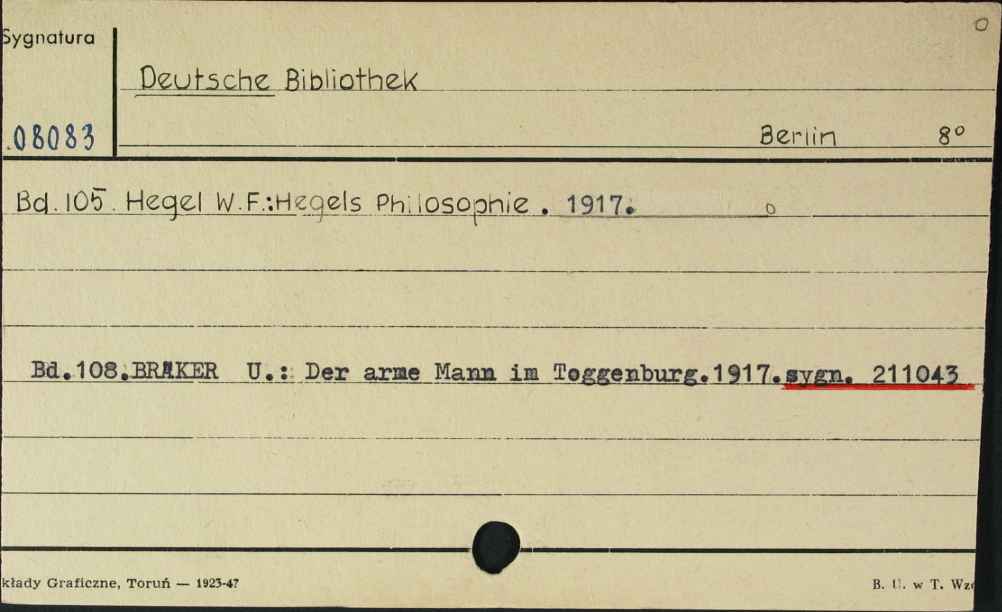 Sygnatura
Deutsche Bibliothek
08083
Berlin 8°
Bd. 105. Hegel W.F.: Hegels Philosophie. 1917.
Bd.108.BRÄKER U.: Der arme Mann im Toggenburg.1917.sygn. 211043
kłady Graficzne, Toruń — 1923-47
B. U. w T.